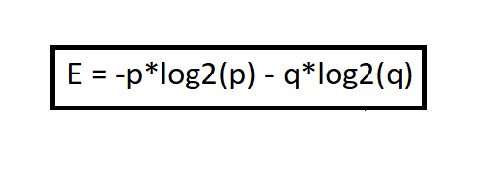 E = -p*log2(p) - q*log2(q)